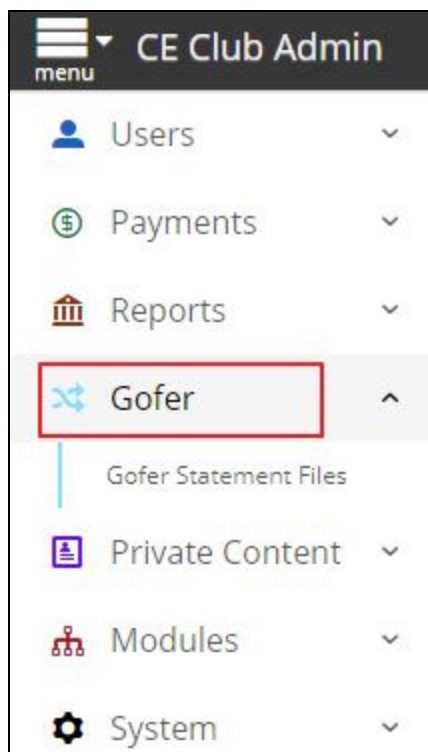 CE Club Admin
menu
Users
Payments
Reports
Gofer
Gofer Statement Files
Private Content
Modules
System